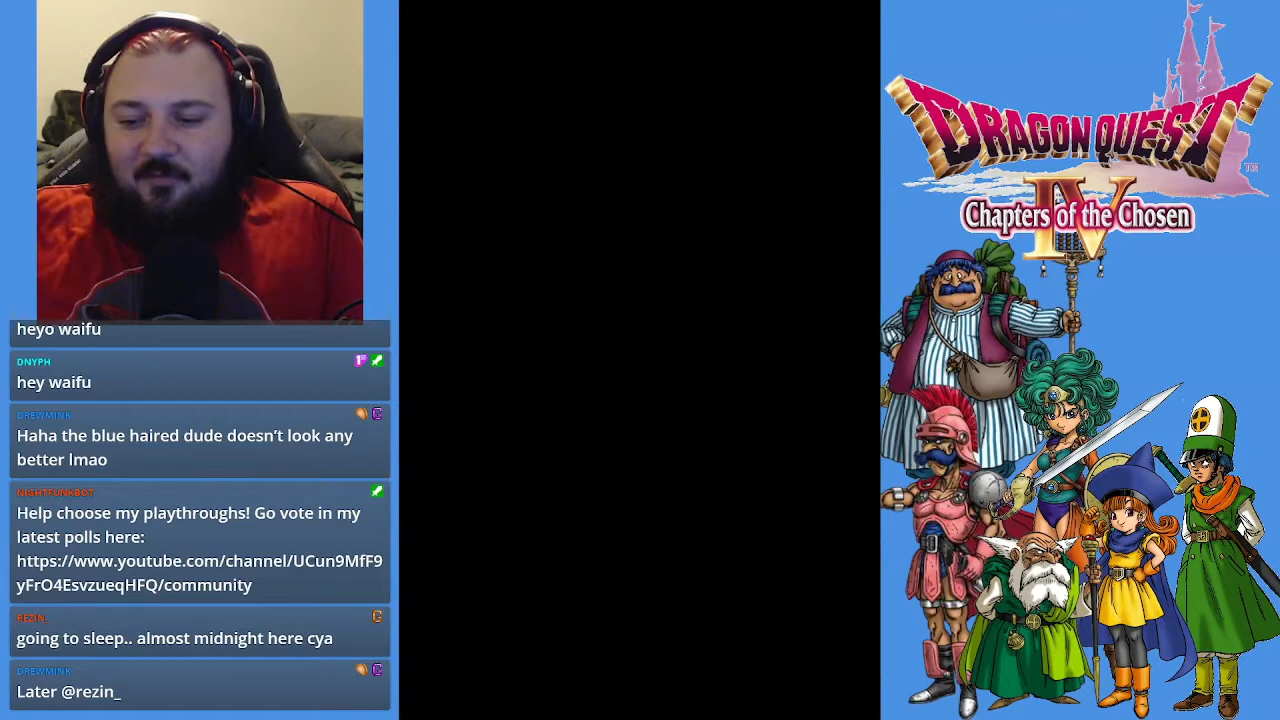 heyo waifu
DNYPH
hey waifu
DREWMINK
Haha the blue haired dude doesn't look any
better lmao
NIGHTFUNKBOT
Help choose my playthroughs! Go vote in my
latest polls here:
https://www.youtube.com/channel/UCun9MfF9
yFrO4EsvzueqHFQ/community
REZIN_
going to sleep.. almost midnight here cya
DREWMINK
Later @rezin_
DRAGON QUEST
TM
IV
Chapters of the Chosen